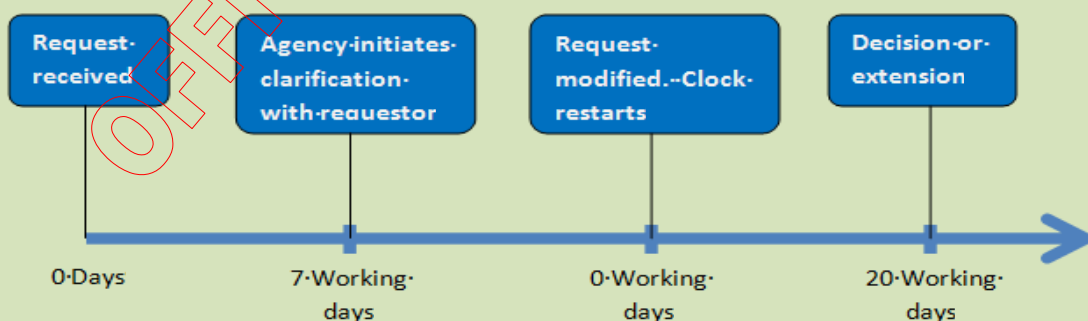 Request·
received
Agency·initiates·
clarification·
with·requestor
Request·
modified.··Clock·
restarts
Decision·or·
extension
0·Days
7·Working·
days
0·Working·
days
20·Working·
days
OFFI